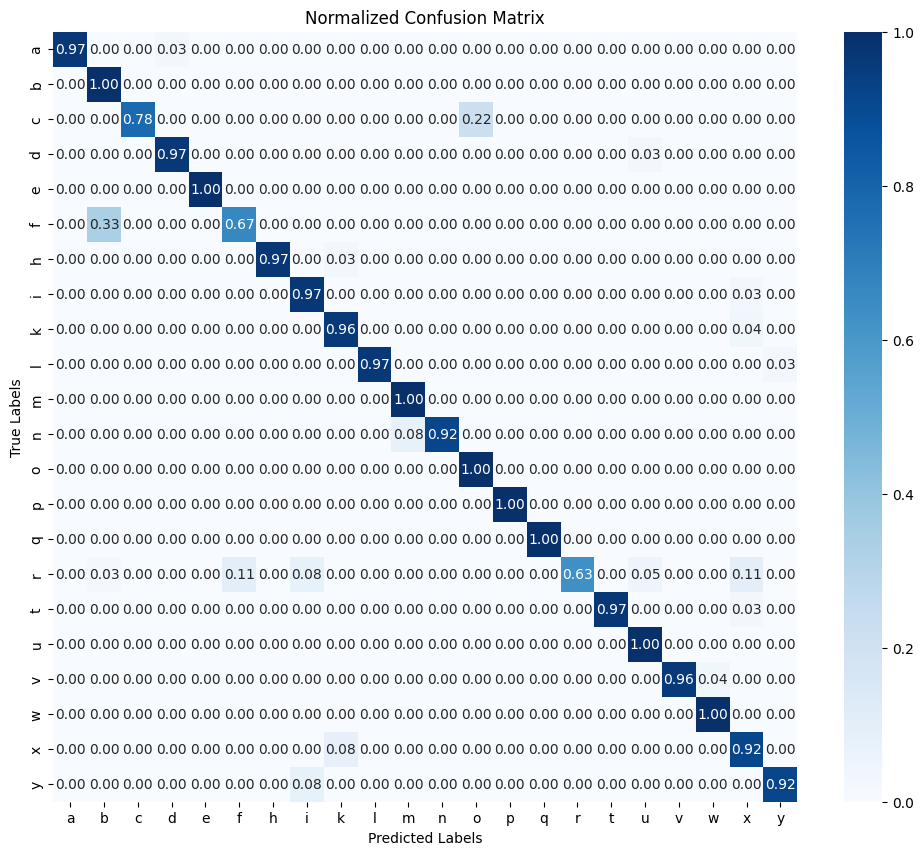 Normalized Confusion Matrix
a 0.97 0.00 0.00 0.03 0.00 0.00 0.00 0.00 0.00 0.00 0.00 0.00 0.00 0.00 0.00 0.00 0.00 0.00 0.00 0.00 0.00 0.00
b 0.00 1.00 0.00 0.00 0.00 0.00 0.00 0.00 0.00 0.00 0.00 0.00 0.00 0.00 0.00 0.00 0.00 0.00 0.00 0.00 0.00 0.00
c 0.00 0.00 0.78 0.00 0.00 0.00 0.00 0.00 0.00 0.00 0.00 0.00 0.22 0.00 0.00 0.00 0.00 0.00 0.00 0.00 0.00 0.00
d 0.00 0.00 0.00 0.97 0.00 0.00 0.00 0.00 0.00 0.00 0.00 0.00 0.00 0.00 0.00 0.00 0.00 0.03 0.00 0.00 0.00 0.00
e 0.00 0.00 0.00 0.00 1.00 0.00 0.00 0.00 0.00 0.00 0.00 0.00 0.00 0.00 0.00 0.00 0.00 0.00 0.00 0.00 0.00 0.00
f 0.00 0.33 0.00 0.00 0.00 0.67 0.00 0.00 0.00 0.00 0.00 0.00 0.00 0.00 0.00 0.00 0.00 0.00 0.00 0.00 0.00 0.00
h 0.00 0.00 0.00 0.00 0.00 0.00 0.97 0.00 0.03 0.00 0.00 0.00 0.00 0.00 0.00 0.00 0.00 0.00 0.00 0.00 0.00 0.00
i 0.00 0.00 0.00 0.00 0.00 0.00 0.00 0.97 0.00 0.00 0.00 0.00 0.00 0.00 0.00 0.00 0.00 0.00 0.00 0.00 0.03 0.00
k 0.00 0.00 0.00 0.00 0.00 0.00 0.00 0.00 0.96 0.00 0.00 0.00 0.00 0.00 0.00 0.00 0.00 0.00 0.00 0.00 0.04 0.00
l 0.00 0.00 0.00 0.00 0.00 0.00 0.00 0.00 0.00 0.97 0.00 0.00 0.00 0.00 0.00 0.00 0.00 0.00 0.00 0.00 0.00 0.03
m 0.00 0.00 0.00 0.00 0.00 0.00 0.00 0.00 0.00 0.00 1.00 0.00 0.00 0.00 0.00 0.00 0.00 0.00 0.00 0.00 0.00 0.00
n 0.00 0.00 0.00 0.00 0.00 0.00 0.00 0.00 0.00 0.00 0.08 0.92 0.00 0.00 0.00 0.00 0.00 0.00 0.00 0.00 0.00 0.00
o 0.00 0.00 0.00 0.00 0.00 0.00 0.00 0.00 0.00 0.00 0.00 0.00 1.00 0.00 0.00 0.00 0.00 0.00 0.00 0.00 0.00 0.00
p 0.00 0.00 0.00 0.00 0.00 0.00 0.00 0.00 0.00 0.00 0.00 0.00 0.00 1.00 0.00 0.00 0.00 0.00 0.00 0.00 0.00 0.00
q 0.00 0.00 0.00 0.00 0.00 0.00 0.00 0.00 0.00 0.00 0.00 0.00 0.00 0.00 1.00 0.00 0.00 0.00 0.00 0.00 0.00 0.00
r 0.00 0.03 0.00 0.00 0.00 0.11 0.00 0.08 0.00 0.00 0.00 0.00 0.00 0.00 0.00 0.63 0.00 0.05 0.00 0.00 0.11 0.00
t 0.00 0.00 0.00 0.00 0.00 0.00 0.00 0.00 0.00 0.00 0.00 0.00 0.00 0.00 0.00 0.00 0.97 0.00 0.00 0.00 0.03 0.00
u 0.00 0.00 0.00 0.00 0.00 0.00 0.00 0.00 0.00 0.00 0.00 0.00 0.00 0.00 0.00 0.00 0.00 1.00 0.00 0.00 0.00 0.00
v 0.00 0.00 0.00 0.00 0.00 0.00 0.00 0.00 0.00 0.00 0.00 0.00 0.00 0.00 0.00 0.00 0.00 0.00 0.96 0.04 0.00 0.00
w 0.00 0.00 0.00 0.00 0.00 0.00 0.00 0.00 0.00 0.00 0.00 0.00 0.00 0.00 0.00 0.00 0.00 0.00 0.00 1.00 0.00 0.00
x 0.00 0.00 0.00 0.00 0.00 0.00 0.00 0.00 0.08 0.00 0.00 0.00 0.00 0.00 0.00 0.00 0.00 0.00 0.00 0.00 0.92 0.00
y 0.00 0.00 0.00 0.00 0.00 0.00 0.00 0.08 0.00 0.00 0.00 0.00 0.00 0.00 0.00 0.00 0.00 0.00 0.00 0.00 0.00 0.92
a b c d e f h i k l m n o p q r t u v w x y
Predicted Labels
True Labels
1.0
0.8
0.6
0.4
0.2
0.0